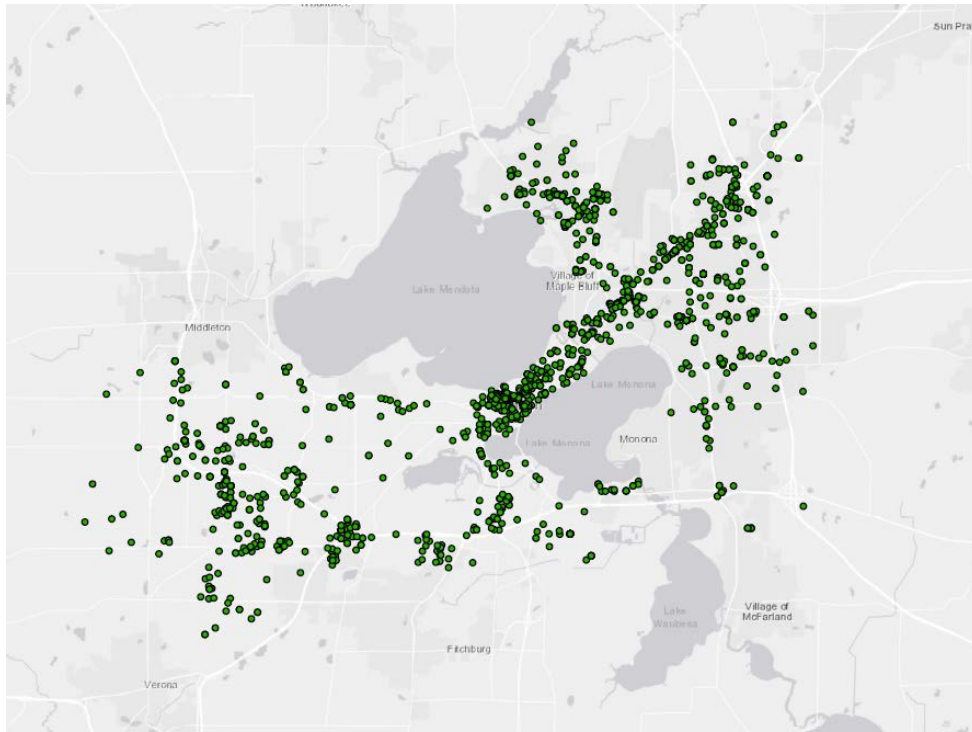 Sun Pra
Village of
Maple Bluff
Lake Mendota
Middleton
Lake Monona
Lake Monona
Monona
Lake
Waubesa
Village of
McFarland
Fitchburg
Verona